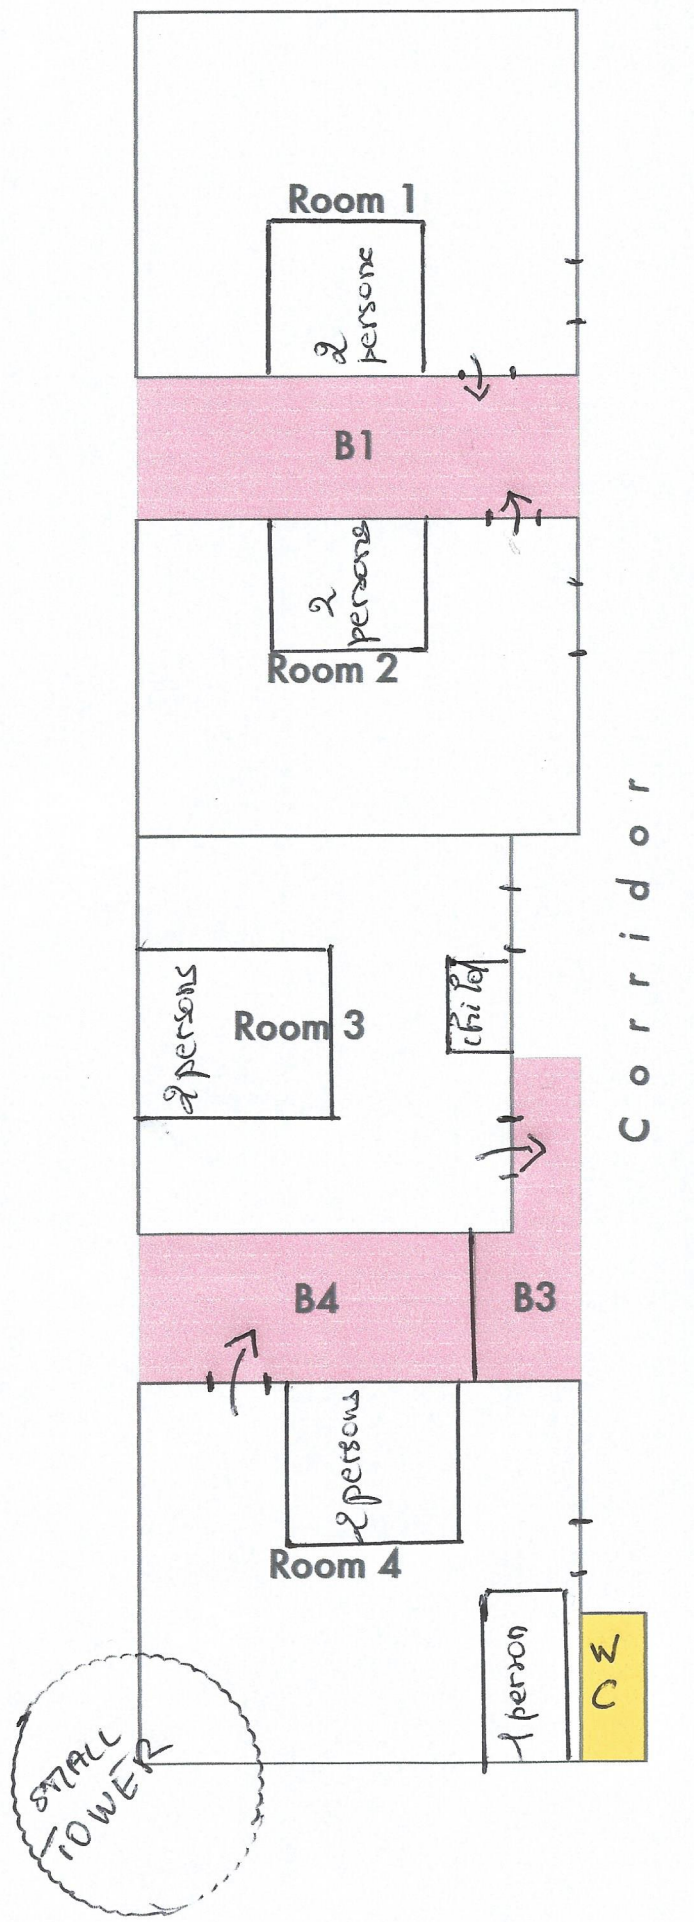 Room 1
2
persone
B1
2
persons
Room 2
Corridor
2 persons
child
Room 3
B4
B3
2 persons
Room 4
1 person
W
C
SMALL
TOWER